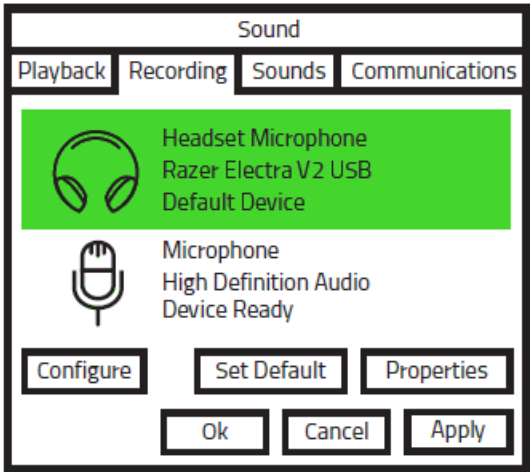 Sound
Playback Recording Sounds Communications
Headset Microphone
Razer Electra V2 USB
Default Device
Microphone
High Definition Audio
Device Ready
Configure Set Default Properties
Ok Cancel Apply